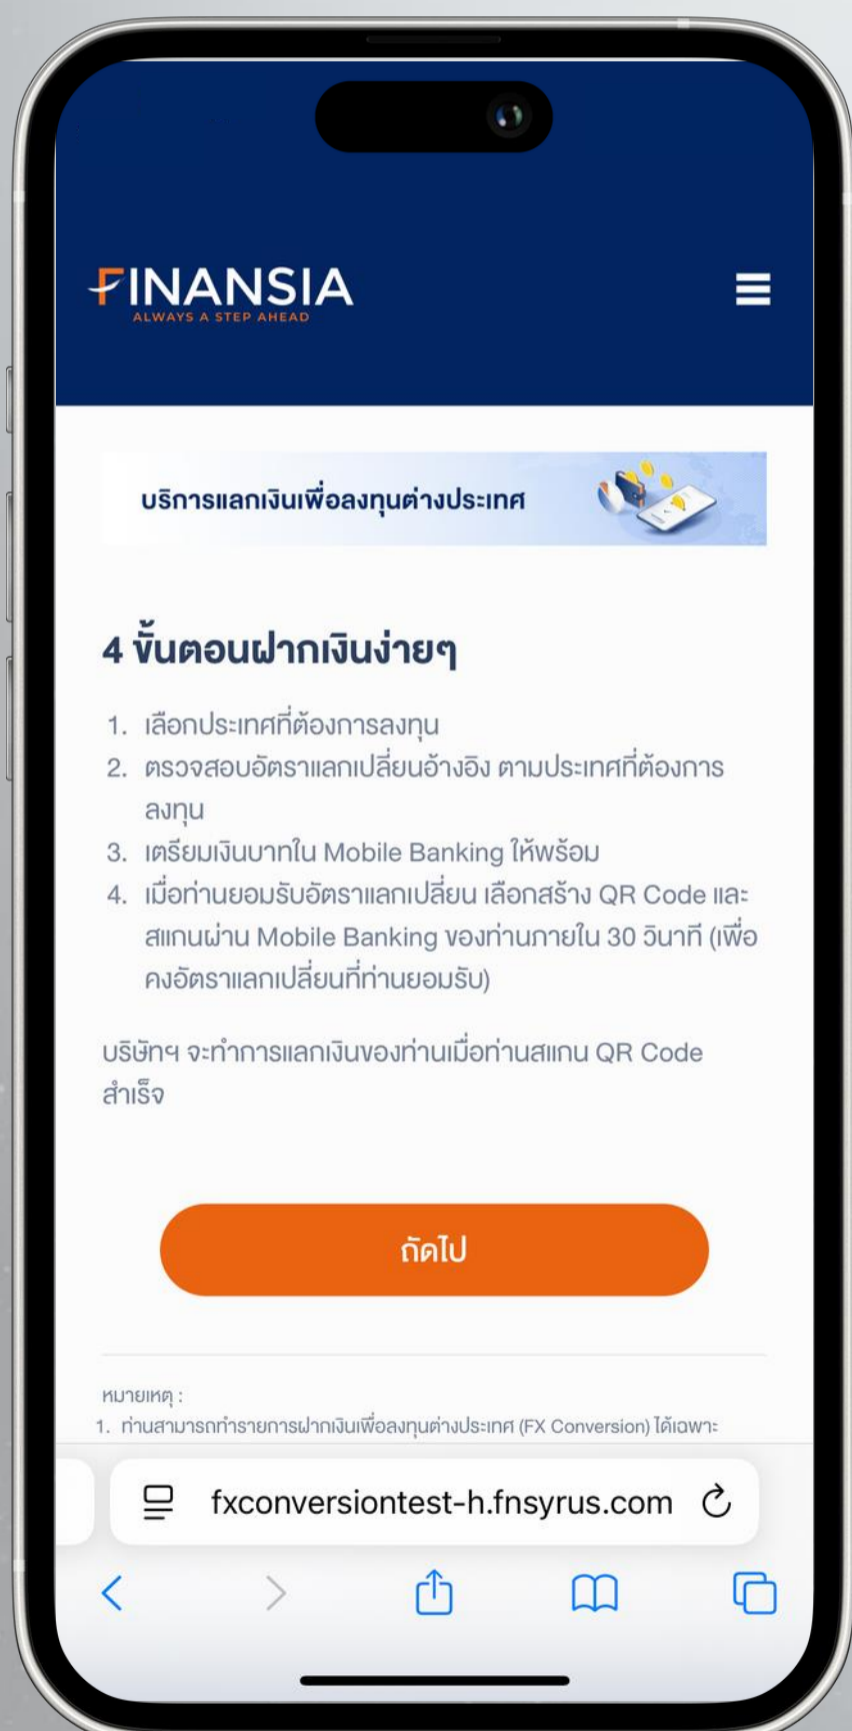 FINANSIA
ALWAYS A STEP AHEAD
บริการแลกเงินเพื่อลงทุนต่างประเทศ
4 ขั้นตอนฝากเงินง่ายๆ
1. เลือกประเทศที่ต้องการลงทุน
2. ตรวจสอบอัตราแลกเปลี่ยนอ้างอิง ตามประเทศที่ต้องการ
ลงทุน
3. เตรียมเงินบาทใน Mobile Banking ให้พร้อม
4. เมื่อท่านยอมรับอัตราแลกเปลี่ยน เลือกสร้าง QR Code และ
สแกนผ่าน Mobile Banking ของท่านภายใน 30 วินาที (เพื่อ
คงอัตราแลกเปลี่ยนที่ท่านยอมรับ)
บริษัทฯ จะทำการแลกเงินของท่านเมื่อท่านสแกน QR Code
สำเร็จ
ถัดไป
หมายเหตุ :
1. ท่านสามารถทำรายการฝากเงินเพื่อลงทุนต่างประเทศ (FX Conversion) ได้เฉพาะ
fxconversiontest-h.fnsyrus.com